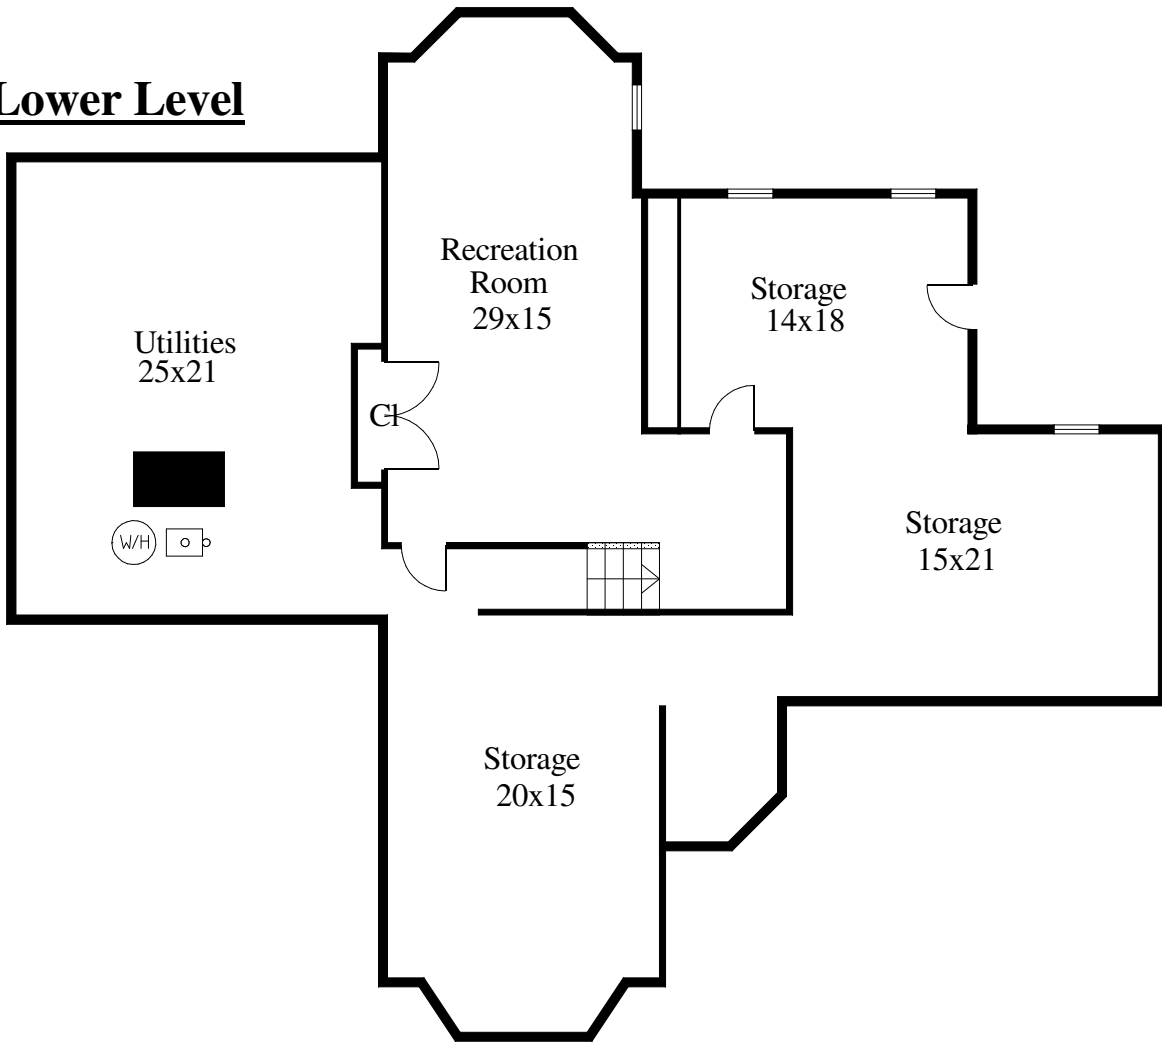 Lower Level
Recreation
Room
29x15
Storage
14x18
Utilities
25x21
Cl
W/H
Storage
15x21
Storage
20x15